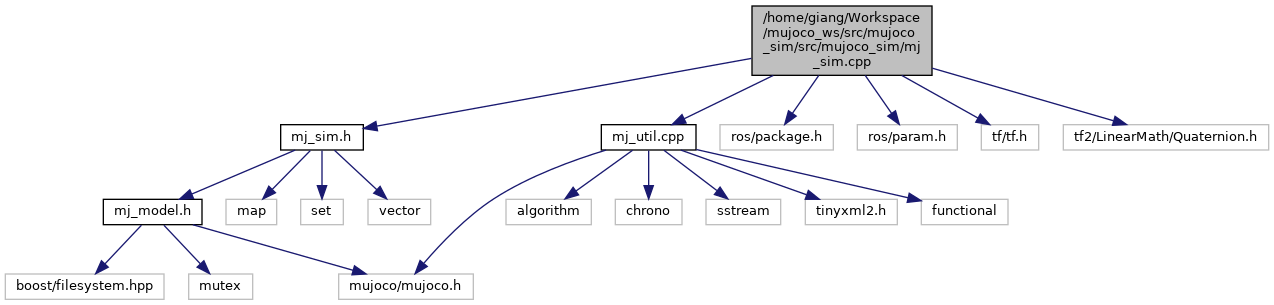 /home/giang/Workspace
/mujoco_ws/src/mujoco
_sim/src/mujoco_sim/mj
_sim.cpp
mj_sim.h
mj_util.cpp
ros/package.h
ros/param.h
tf/tf.h
tf2/LinearMath/Quaternion.h
mj_model.h
map
set
vector
algorithm
chrono
sstream
tinyxml2.h
functional
boost/filesystem.hpp
mutex
mujoco/mujoco.h